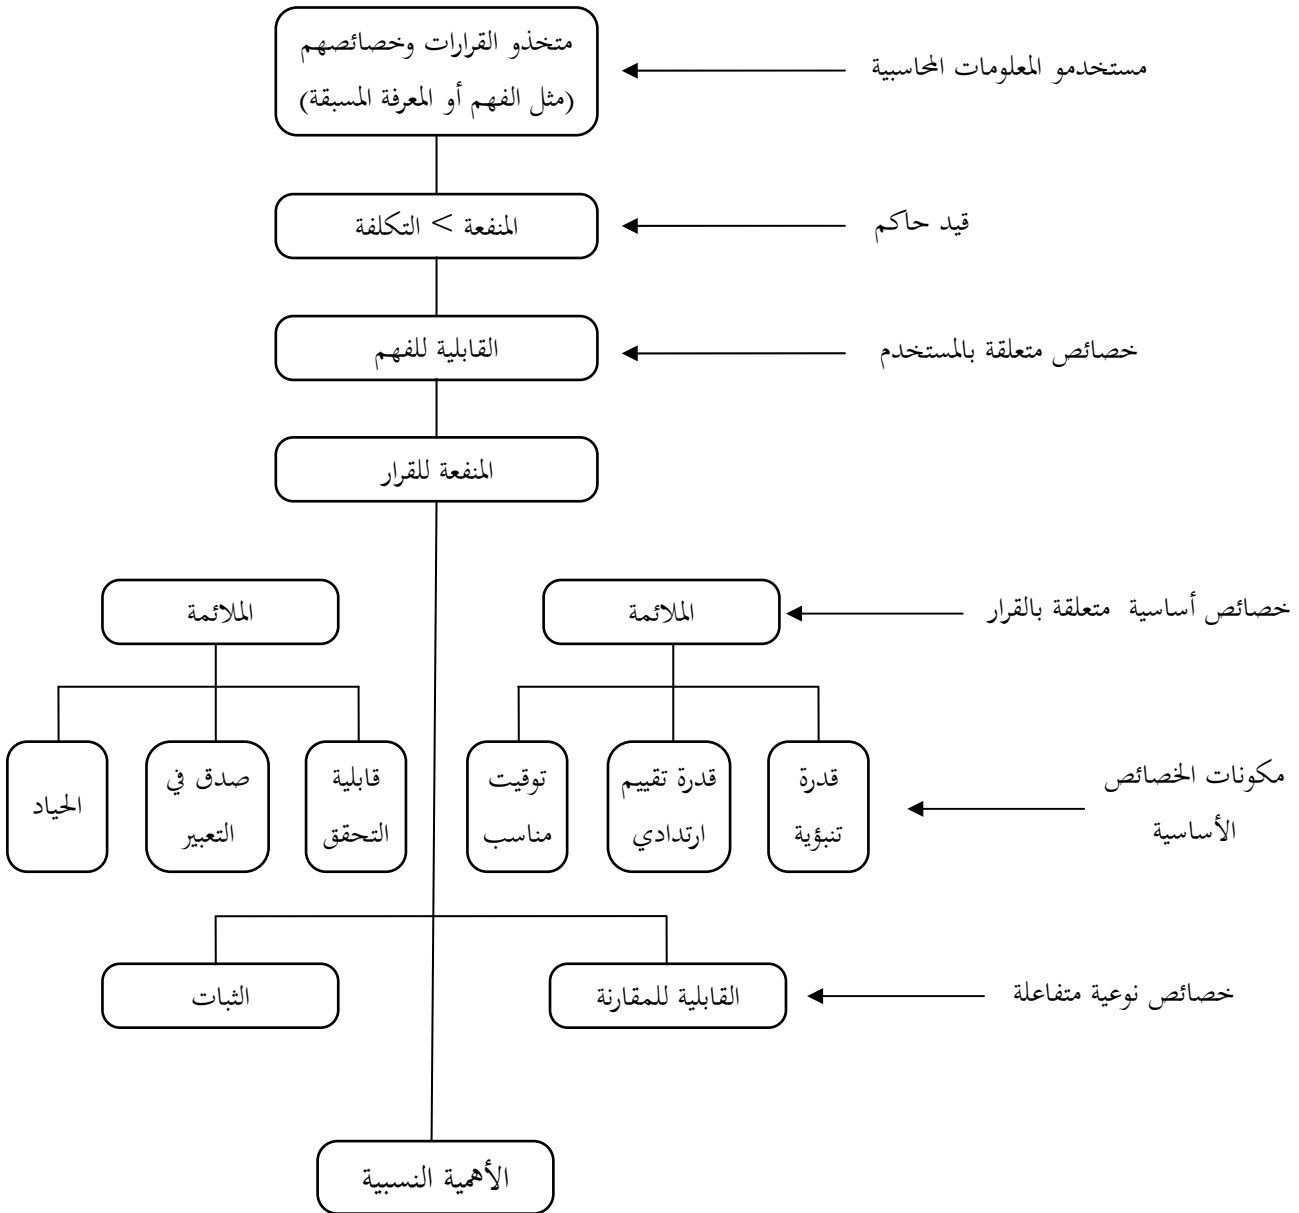 متخذو القرارات وخصائصهم
(مثل الفهم أو المعرفة المسبقة)
مستخدمو المعلومات المحاسبية
المنفعة > التكلفة
قيد حاكم
القابلية للفهم
خصائص متعلقة بالمستخدم
المنفعة للقرار
خصائص أساسية متعلقة بالقرار
الملائمة
الملائمة
مكونات الخصائص
الأساسية
قدرة
تنبؤية
قدرة تقييم
ارتدادي
توقيت
مناسب
قابلية
التحقق
صدق في
التعبير
الحياد
خصائص نوعية متفاعلة
القابلية للمقارنة
الثبات
الأهمية النسبية